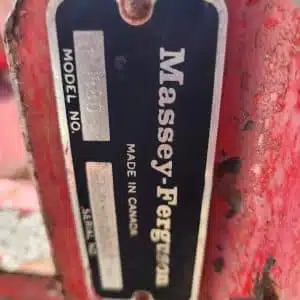 Massey-Ferguson
MADE IN CANADA
MODEL NO.
SERIAL NO.